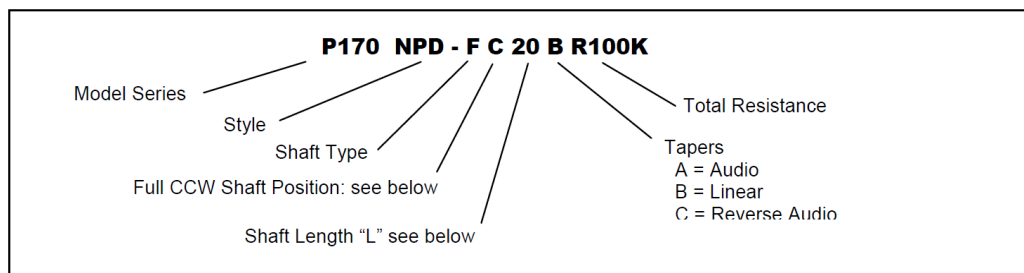 P170 NPD - F C 20 B R100K
Model Series
Total Resistance
Style
Shaft Type
Tapers
A = Audio
Full CCW Shaft Position: see below
B = Linear
C = Reverse Audio
Shaft Length “L” see below